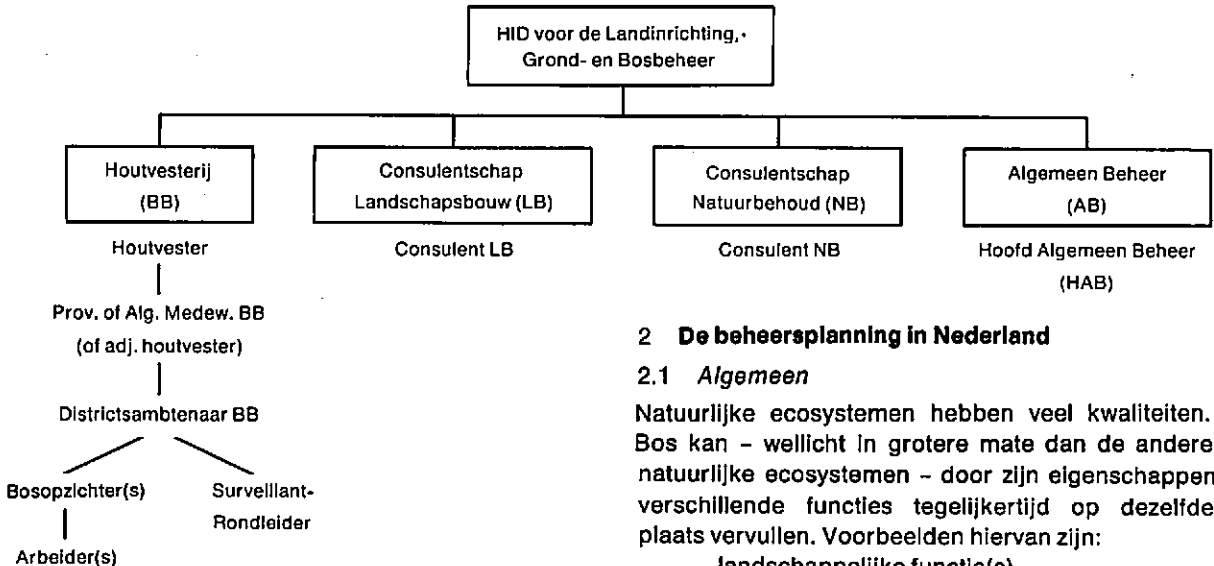 HID voor de Landinrichting,
Grond- en Bosbeheer
Houtvesterij
(BB)
Consulentschap
Landschapsbouw (LB)
Consulentschap
Natuurbehoud (NB)
Algemeen Beheer
(AB)
Houtvester
Consulent LB
Consulent NB
Hoofd Algemeen Beheer
(HAB)
Prov. of Alg. Medew. BB
(of adj. houtvester)
Districtsambtenaar BB
Bosopzichter(s)
Surveillant-
Rondleider
Arbeider(s)
2 De beheersplanning in Nederland
2.1 Algemeen
Natuurlijke ecosystemen hebben veel kwaliteiten.
Bos kan – wellicht in grotere mate dan de andere
natuurlijke ecosystemen – door zijn eigenschappen
verschillende functies tegelijkertijd op dezelfde
plaats vervullen. Voorbeelden hiervan zijn:
landschappelijke functie(s)